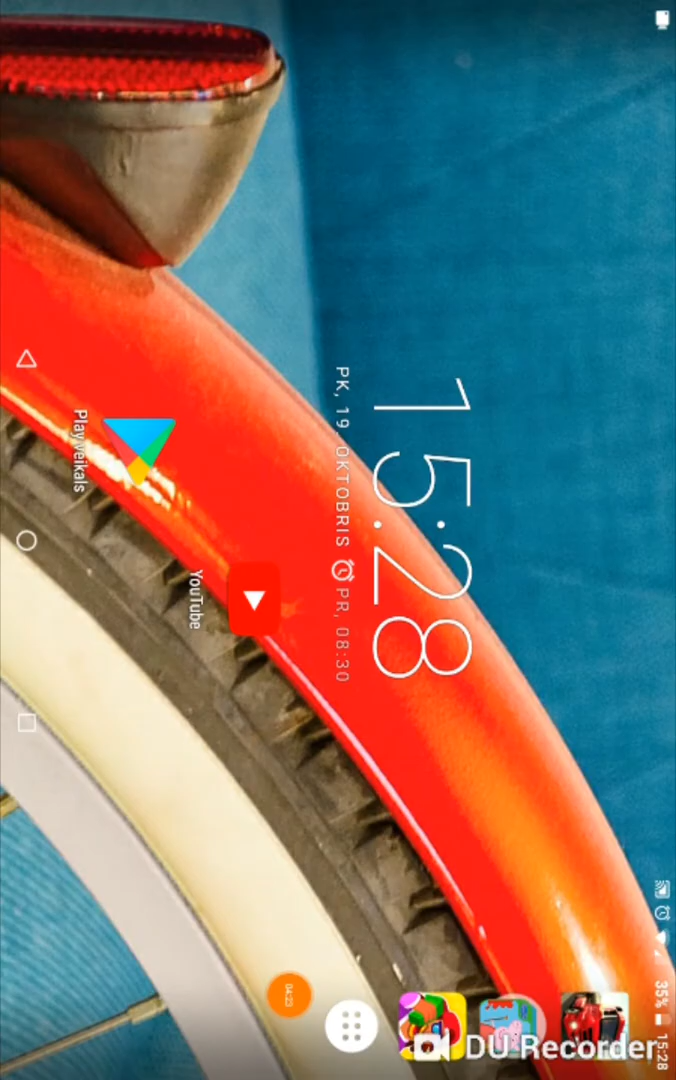 35% 15:28
15:28
PK, 19. OKTOBRIS PR, 08:30
YouTube
Play veikals
04:23
DU Recorder